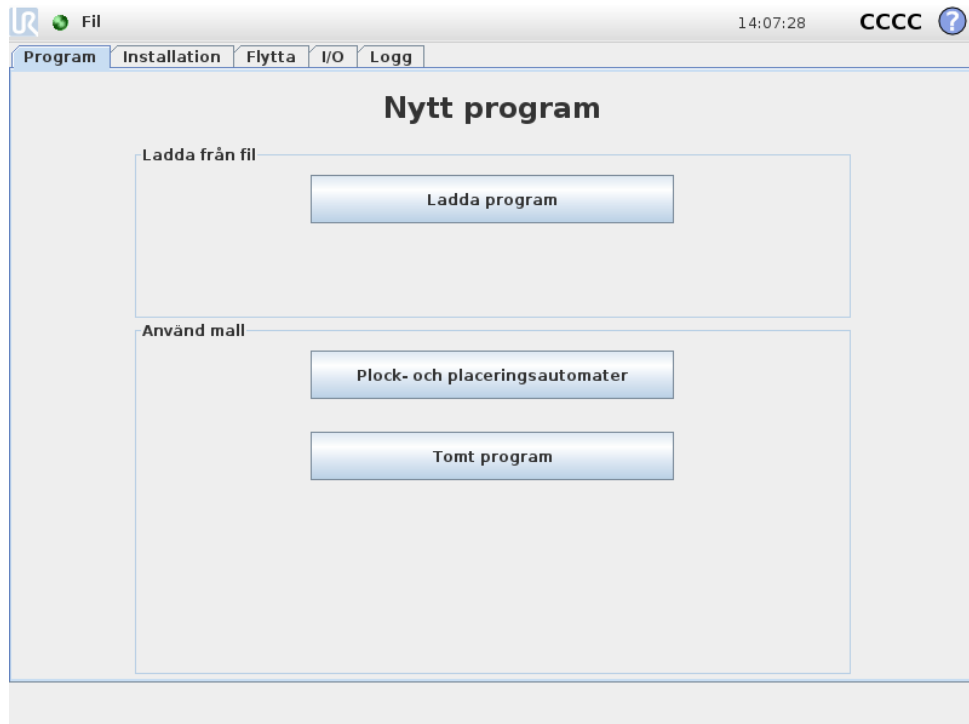 UR Fil 14:07:28 CCCC ?
Program Installation Flytta I/O Logg
Nytt program
Ladda från fil
Ladda program
Använd mall
Plock- och placeringsautomater
Tomt program